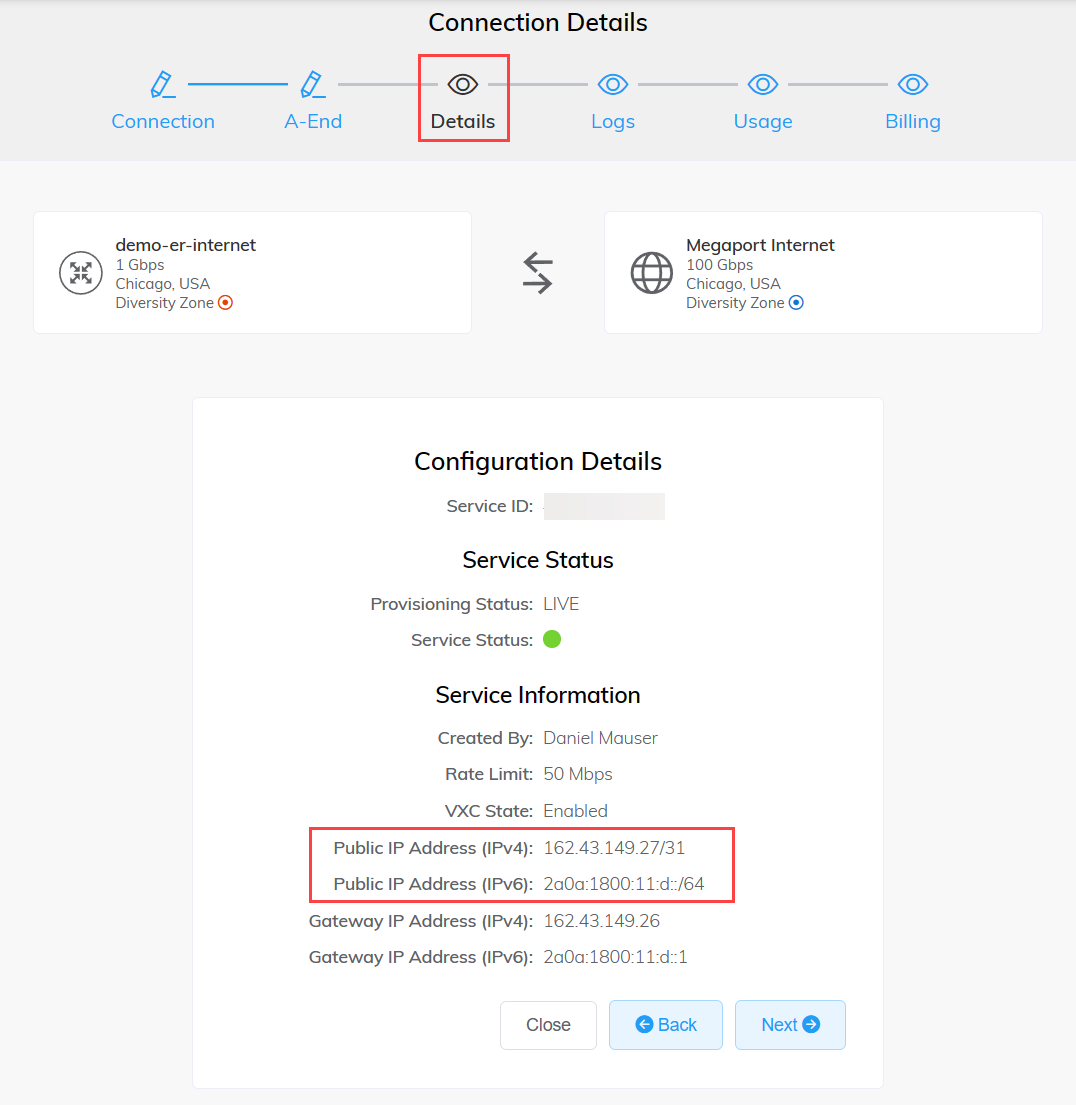 Connection Details
Connection A-End Details Logs Usage Billing
demo-er-internet
1 Gbps
Chicago, USA
Diversity Zone
Megaport Internet
100 Gbps
Chicago, USA
Diversity Zone
Configuration Details
Service ID:
Service Status
Provisioning Status: LIVE
Service Status:
Service Information
Created By: Daniel Mauser
Rate Limit: 50 Mbps
VXC State: Enabled
Public IP Address (IPv4): 162.43.149.27/31
Public IP Address (IPv6): 2a0a:1800:11:d::/64
Gateway IP Address (IPv4): 162.43.149.26
Gateway IP Address (IPv6): 2a0a:1800:11:d::1
Close Back Next